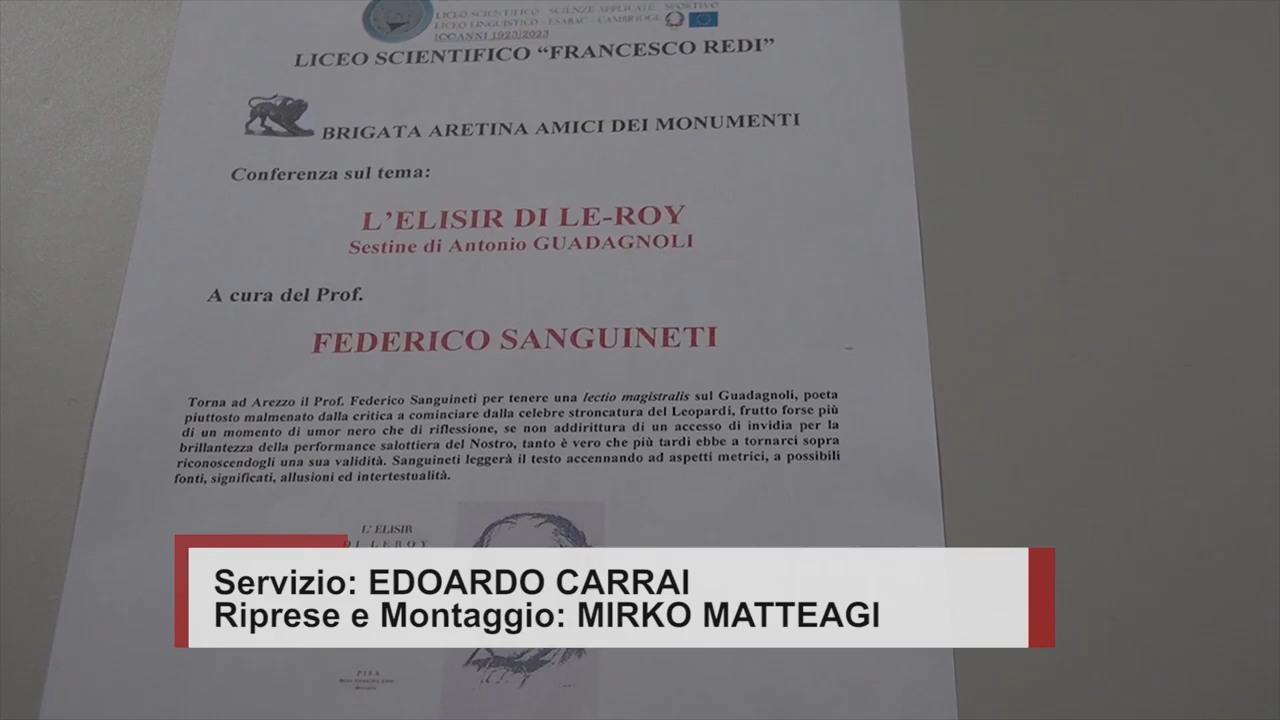 LICEO SCIENTIFICO - SCIENZE APPLICATE SPORTIVO
LICEO LINGUISTICO - ESABAC - CAMBRIDGE
100ANNI 1923/2023
LICEO SCIENTIFICO “FRANCESCO REDI”
BRIGATA ARETINA AMICI DEI MONUMENTI
Conferenza sul tema:
L’ELISIR DI LE-ROY
Sestine di Antonio GUADAGNOLI
A cura del Prof.
FEDERICO SANGUINETI
Torna ad Arezzo il Prof. Federico Sanguineti per tenere una lectio magistralis sul Guadagnoli, poeta
piuttosto malmenato dalla critica a cominciare dalla celebre stroncatura del Leopardi, frutto forse più
di un momento di umor nero che di riflessione, se non addirittura di un accesso di invidia per la
brillantezza della performance salottiera del Nostro, tanto è vero che più tardi ebbe a tornarci sopra
riconoscendogli una sua validità. Sanguineti leggerà il testo accennando ad aspetti metrici, a possibili
fonti, significati, allusioni ed intertestualità.
L’ ELISIR
DI LEROY
Servizio: EDOARDO CARRAI
Riprese e Montaggio: MIRKO MATTEAGI
PISA